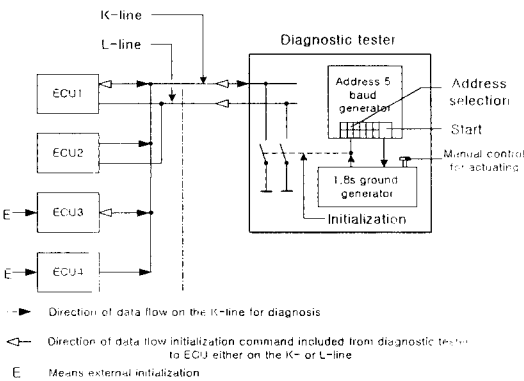 K-line
L-line
Diagnostic tester
ECU1
ECU2
ECU3
ECU4
E
E
Address 5
baud
generator
Address
selection
Start
Manual control
for actuating
1.8s ground
generator
Initialization
Direction of data flow on the K-line for diagnosis
Direction of data flow initialization command included from diagnostic tester
to ECU either on the K- or L-line
E Means external initialization